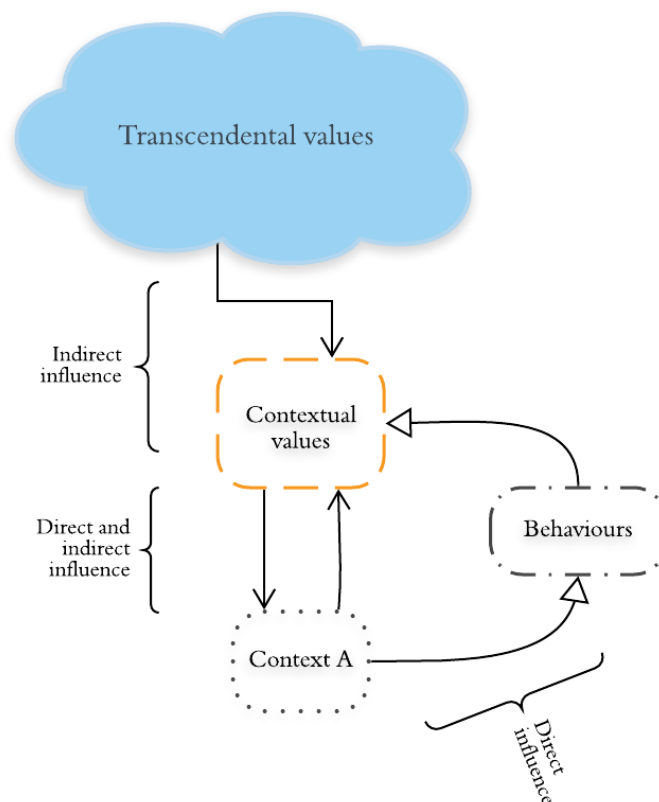 Transcendental values
Indirect
influence
Contextual
values
Direct and
indirect
influence
Behaviours
Context A
Direct
influence